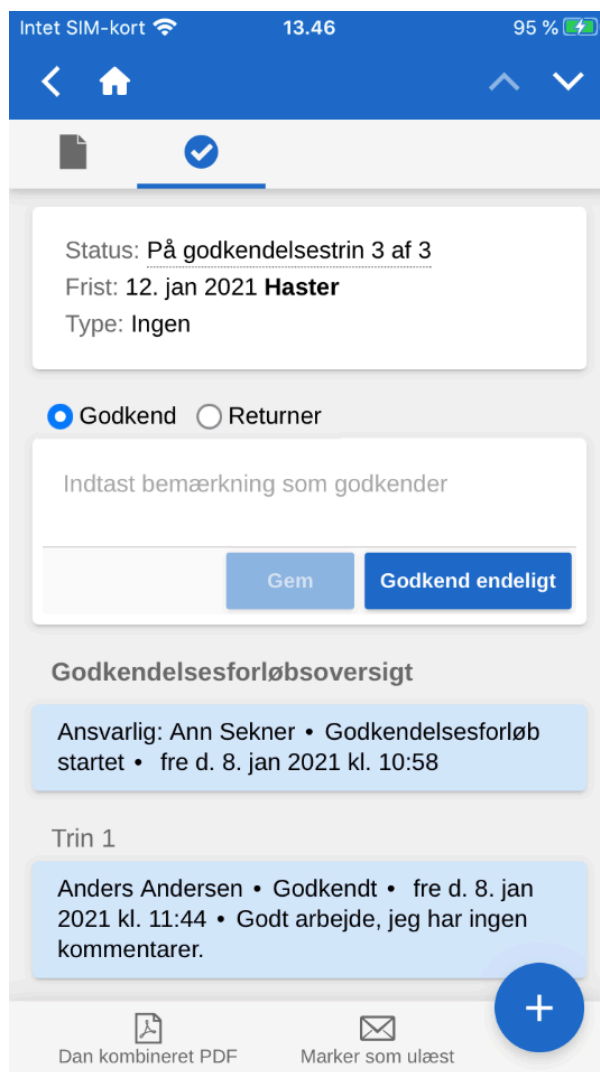 Intet SIM-kort 13.46 95 %
Status: På godkendelsestrin 3 af 3
Frist: 12. jan 2021 Haster
Type: Ingen
Godkend Returner
Indtast bemærkning som godkender
Gem Godkend endeligt
Godkendelsesforløbsoversigt
Ansvarlig: Ann Sekner • Godkendelsesforløb
startet • fre d. 8. jan 2021 kl. 10:58
Trin 1
Anders Andersen • Godkendt • fre d. 8. jan
2021 kl. 11:44 • Godt arbejde, jeg har ingen
kommentarer.
Dan kombineret PDF Marker som ulæst